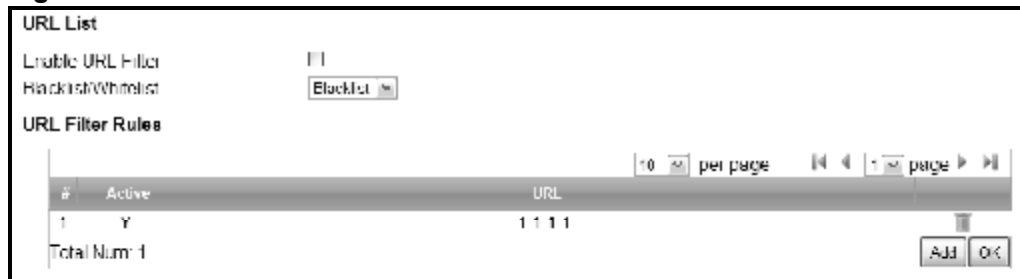 URL List
Enable URL Filter
Blacklist/Whitelist Blacklist
URL Filter Rules
10 per page 1 page
# Active URL
1 Y 1.1.1.1
Total Num: 1 Add OK